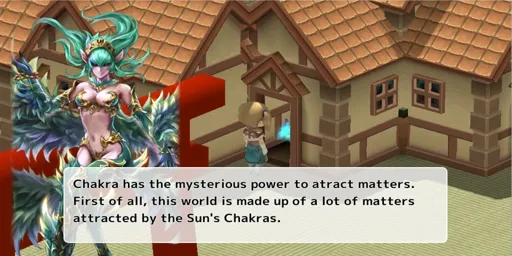 Chakra has the mysterious power to atract matters.
First of all, this world is made up of a lot of matters
attracted by the Sun's Chakras.